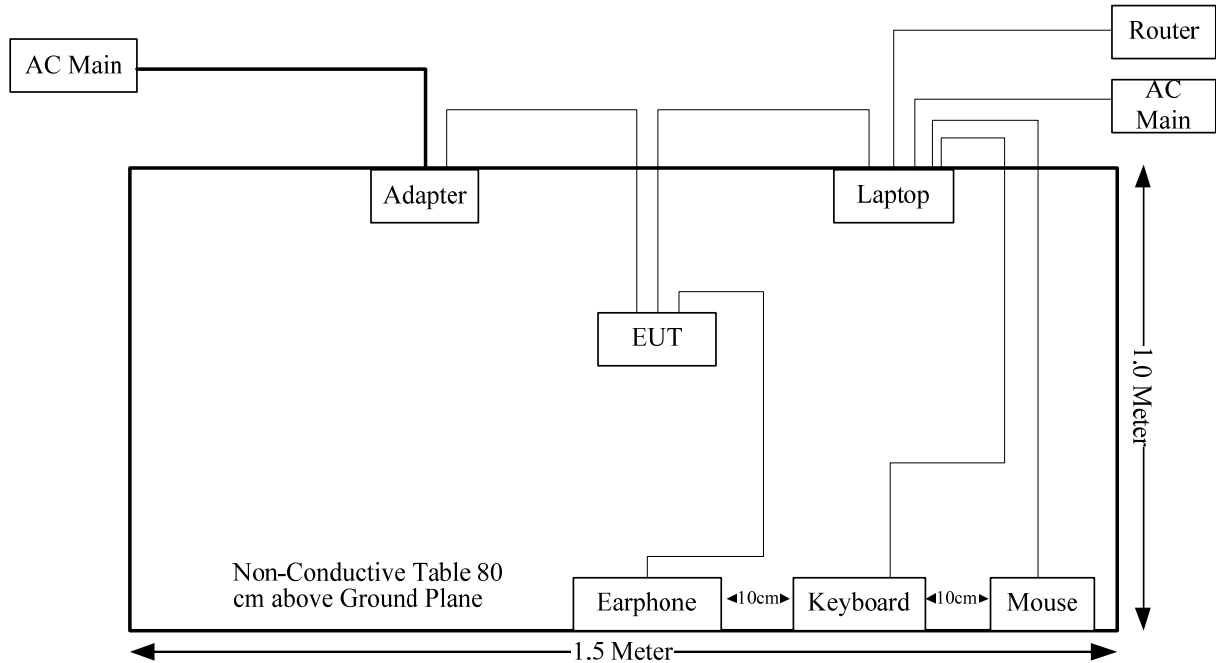 Router
AC Main
AC
Main
Adapter
Laptop
EUT
1.0 Meter
Non-Conductive Table 80
cm above Ground Plane
Earphone
10cm
Keyboard
10cm
Mouse
1.5 Meter